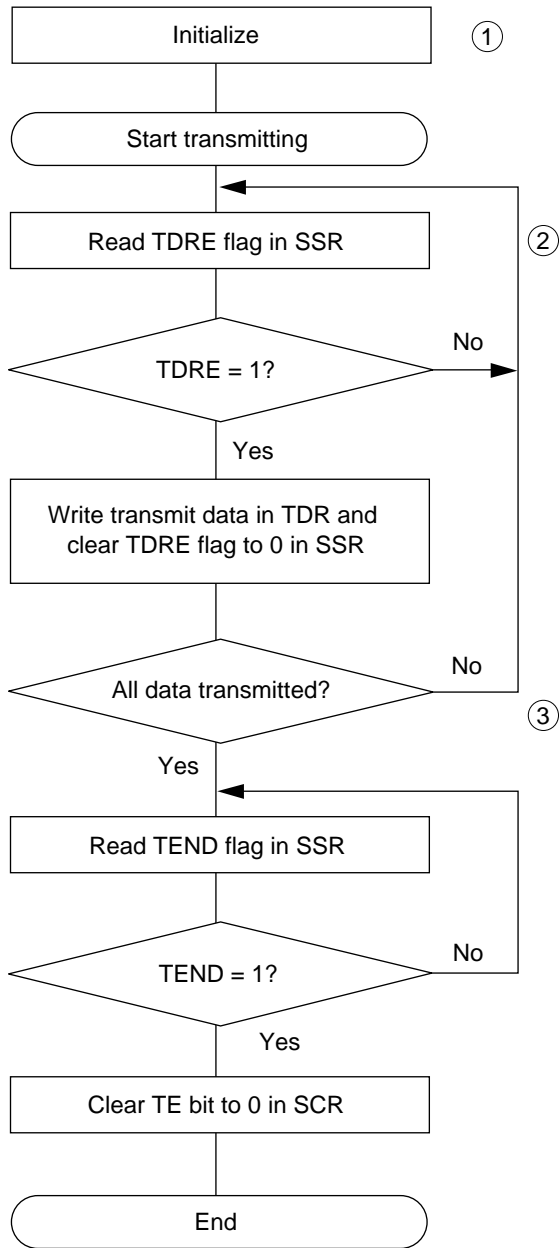 Initialize
①
Start transmitting
Read TDRE flag in SSR
②
TDRE = 1?
No
Yes
Write transmit data in TDR and
clear TDRE flag to 0 in SSR
All data transmitted?
No
③
Yes
Read TEND flag in SSR
TEND = 1?
No
Yes
Clear TE bit to 0 in SCR
End